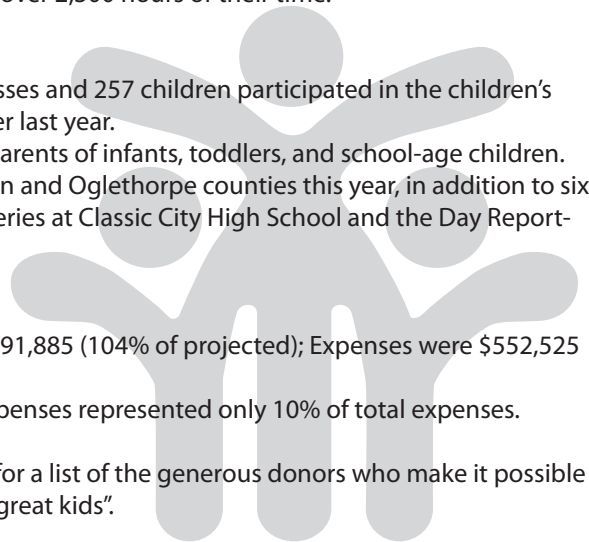 over 2,500 hours of their time.
sses and 257 children participated in the children's
er last year.
arents of infants, toddlers, and school-age children.
n and Oglethorpe counties this year, in addition to six
eries at Classic City High School and the Day Report-
91,885 (104% of projected); Expenses were $552,525
penses represented only 10% of total expenses.
for a list of the generous donors who make it possible
great kids”.